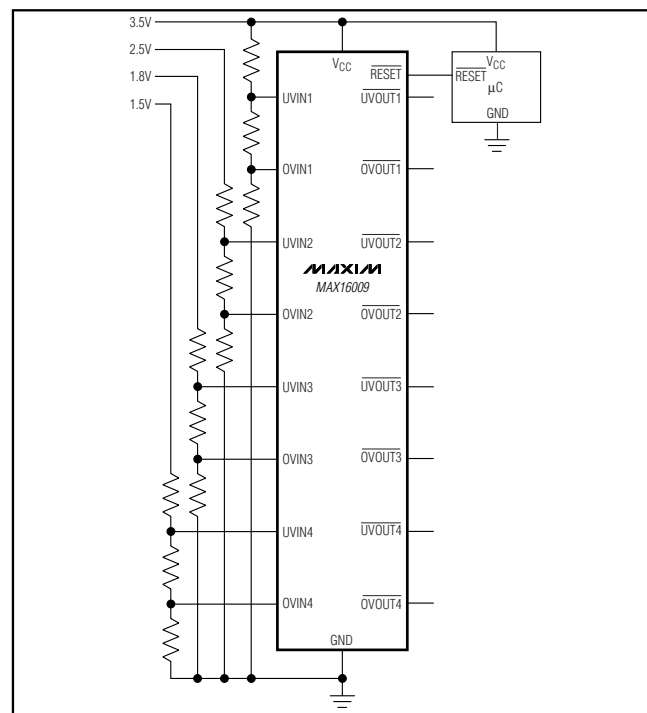 3.5V
2.5V
1.8V
1.5V
VCC
RESET
RESET
VCC
μC
GND
UVIN1
UVOUT1
OVIN1
OVOUT1
UVIN2
UVOUT2
MAXIM
MAX16009
OVIN2
OVOUT2
UVIN3
UVOUT3
OVIN3
OVOUT3
UVIN4
UVOUT4
OVIN4
OVOUT4
GND